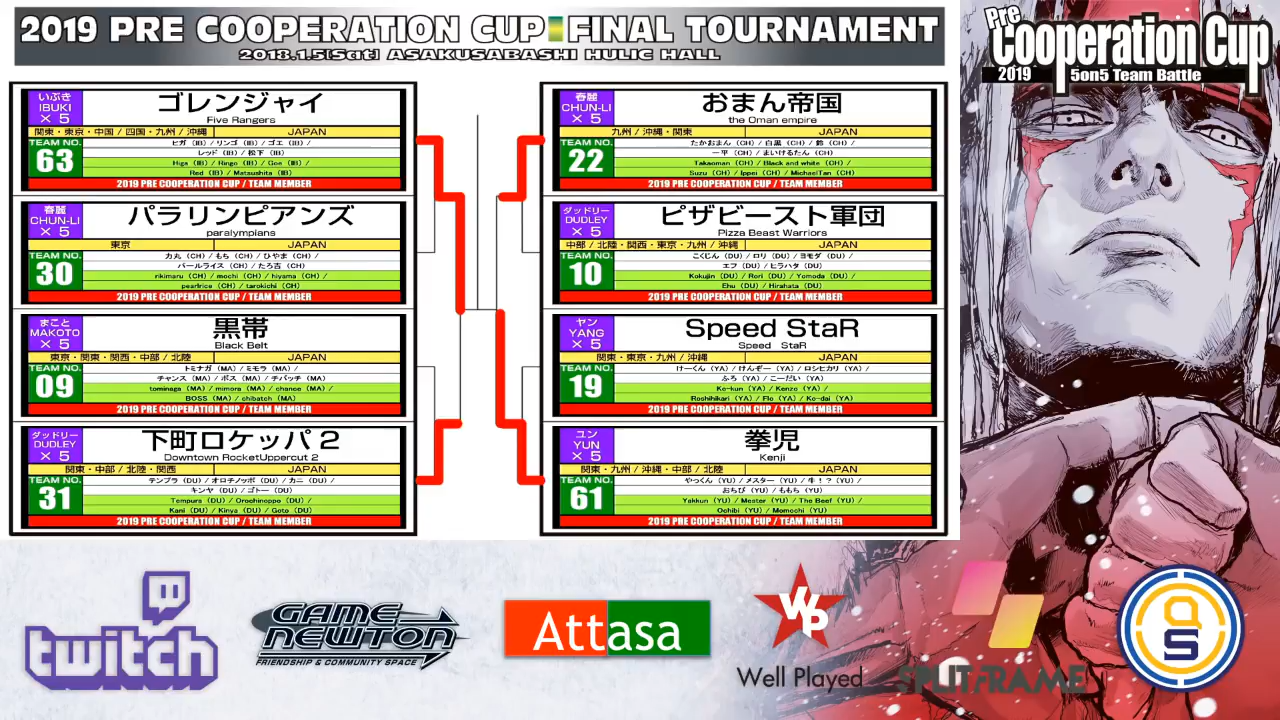 2019 PRE COOPERATION CUP FINAL TOURNAMENT
2018.1.5[Sat] ASAKUSABASHI HULIC HALL
Pre
Cooperation Cup
2019 5on5 Team Battle
いぶき
IBUKI
× 5
ゴレンジャイ
Five Rangers
関東・東京・中国 / 四国・九州 / 沖縄 JAPAN
TEAM NO.
63
ヒガ (IB) / リンゴ (IB) / ゴエ (IB) /
レッド (IB) / 松下 (IB)
Higa (IB) / Ringo (IB) / Goe (IB) /
Red (IB) / Matsushita (IB)
2019 PRE COOPERATION CUP / TEAM MEMBER
春麗
CHUN-LI
× 5
パラリンピアンズ
paralympians
東京 JAPAN
TEAM NO.
30
力丸 (CH) / もち (CH) / ひやま (CH) /
パールライス (CH) / たろ吉 (CH)
rikimaru (CH) / mochi (CH) / hiyama (CH) /
pearlrice (CH) / tarokichi (CH)
2019 PRE COOPERATION CUP / TEAM MEMBER
まこと
MAKOTO
× 5
黒帯
Black Belt
東京・関東・関西・中部 / 北陸 JAPAN
TEAM NO.
09
トミナガ (MA) / ミモラ (MA) /
チャンス (MA) / ボス (MA) / チバッチ (MA)
tominaga (MA) / mimora (MA) / chance (MA) /
BOSS (MA) / chibatch (MA)
2019 PRE COOPERATION CUP / TEAM MEMBER
ダッドリー
DUDLEY
× 5
下町ロケッパ 2
Downtown RocketUppercut 2
関東・中部 / 北陸・関西 JAPAN
TEAM NO.
31
テンプラ (DU) / オロチノッポ (DU) / カニ (DU) /
キンヤ (DU) / ゴトー (DU)
Tempura (DU) / Orochinoppo (DU) /
Kani (DU) / Kinya (DU) / Goto (DU)
2019 PRE COOPERATION CUP / TEAM MEMBER
春麗
CHUN-LI
× 5
おまん帝国
the Oman empire
九州 / 沖縄・関東 JAPAN
TEAM NO.
22
たかおまん (CH) / 白黒 (CH) / 鈴 (CH) /
一平 (CH) / まいけるたん (CH)
Takaoman (CH) / Black and white (CH) /
Suzu (CH) / Ippei (CH) / MichaelTan (CH)
2019 PRE COOPERATION CUP / TEAM MEMBER
ダッドリー
DUDLEY
× 5
ピザビースト軍団
Pizza Beast Warriors
中部 / 北陸・関西・東京・九州 / 沖縄 JAPAN
TEAM NO.
10
こくじん (DU) / ロリ (DU) / ヨモダ (DU) /
エフ (DU) / ヒラハタ (DU)
Kokujin (DU) / Rori (DU) / Yomoda (DU) /
Ehu (DU) / Hirahata (DU)
2019 PRE COOPERATION CUP / TEAM MEMBER
ヤン
YANG
× 5
Speed StaR
Speed StaR
関東・東京・九州 / 沖縄 JAPAN
TEAM NO.
19
けーくん (YA) / けんぞー (YA) / ロシヒカリ (YA) /
ふろ (YA) / こーだい (YA)
Ke-kun (YA) / Kenzo (YA) /
Roshihikari (YA) / Flo (YA) / Ko-dai (YA)
2019 PRE COOPERATION CUP / TEAM MEMBER
ユン
YUN
× 5
拳児
Kenji
関東・九州 / 沖縄・中部 / 北陸 JAPAN
TEAM NO.
61
やっくん (YU) / メスター (YU) / 牛！？ (YU) /
おちび (YU) / ももち (YU)
Yakkun (YU) / Mester (YU) / The Beef (YU) /
Ochibi (YU) / Momochi (YU)
2019 PRE COOPERATION CUP / TEAM MEMBER
twitch
GAME NEWTON
FRIENDSHIP & COMMUNITY SPACE
Attasa
WP
Well Played
SPLITFRAME
QS